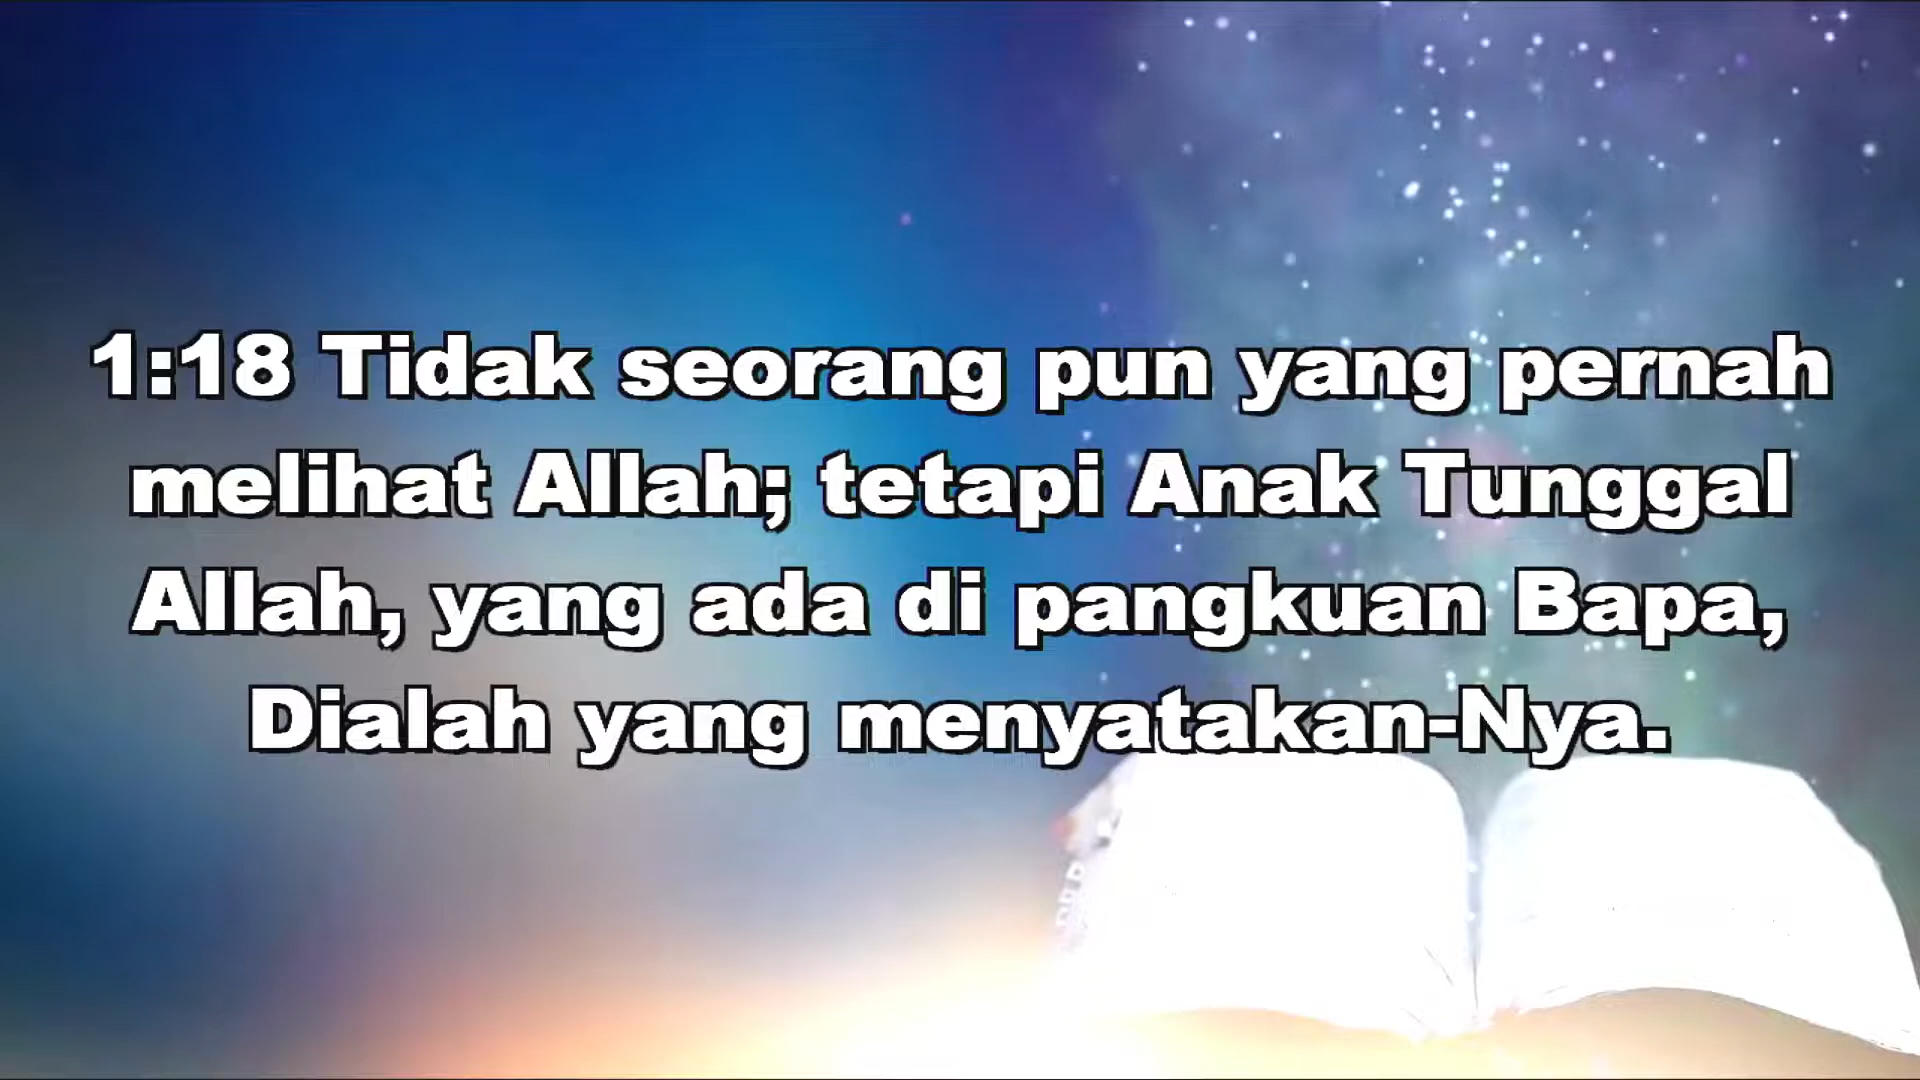 1:18 Tidak seorang pun yang pernah
melihat Allah; tetapi Anak Tunggal
Allah, yang ada di pangkuan Bapa,
Dialah yang menyatakan-Nya.